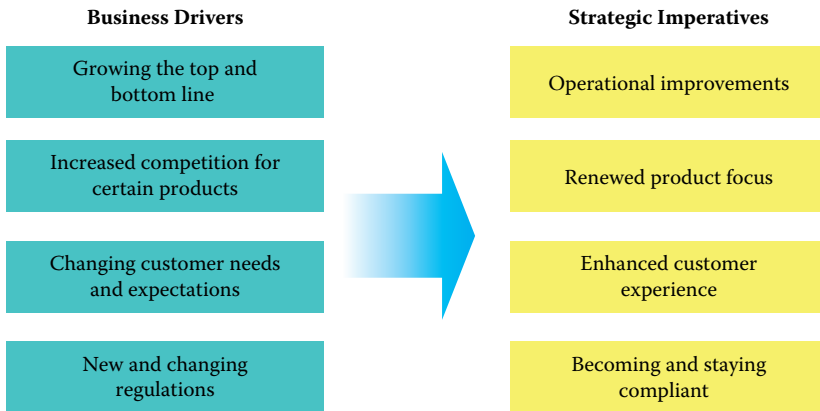 Business Drivers
Growing the top and
bottom line
Increased competition for
certain products
Changing customer needs
and expectations
New and changing
regulations
Strategic Imperatives
Operational improvements
Renewed product focus
Enhanced customer
experience
Becoming and staying
compliant